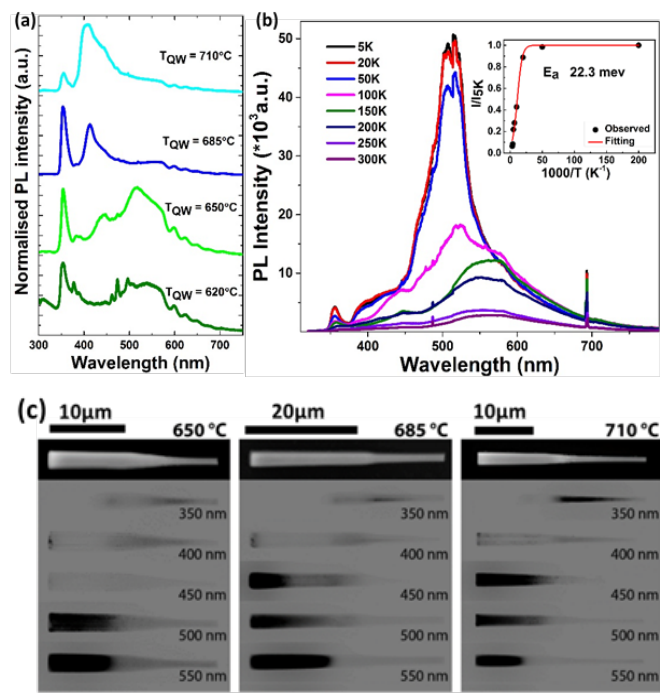 (a)
Normalised PL intensity (a.u.)
T_QW = 710°C
T_QW = 685°C
T_QW = 650°C
T_QW = 620°C
300 400 500 600 700
Wavelength (nm)
(b)
PL Intensity (*10³a.u.)
50
40
30
20
10
5K
20K
50K
100K
150K
200K
250K
300K
400 500 600 700
Wavelength (nm)
I/I5K
1.0
0.8
0.6
0.4
0.2
0.0
Ea 22.3 mev
Observed
Fitting
0 50 100 150 200
1000/T (K⁻¹)
(c)
10μm 650 °C
350 nm
400 nm
450 nm
500 nm
550 nm
20μm 685 °C
350 nm
400 nm
450 nm
500 nm
550 nm
10μm 710 °C
350 nm
400 nm
450 nm
500 nm
550 nm